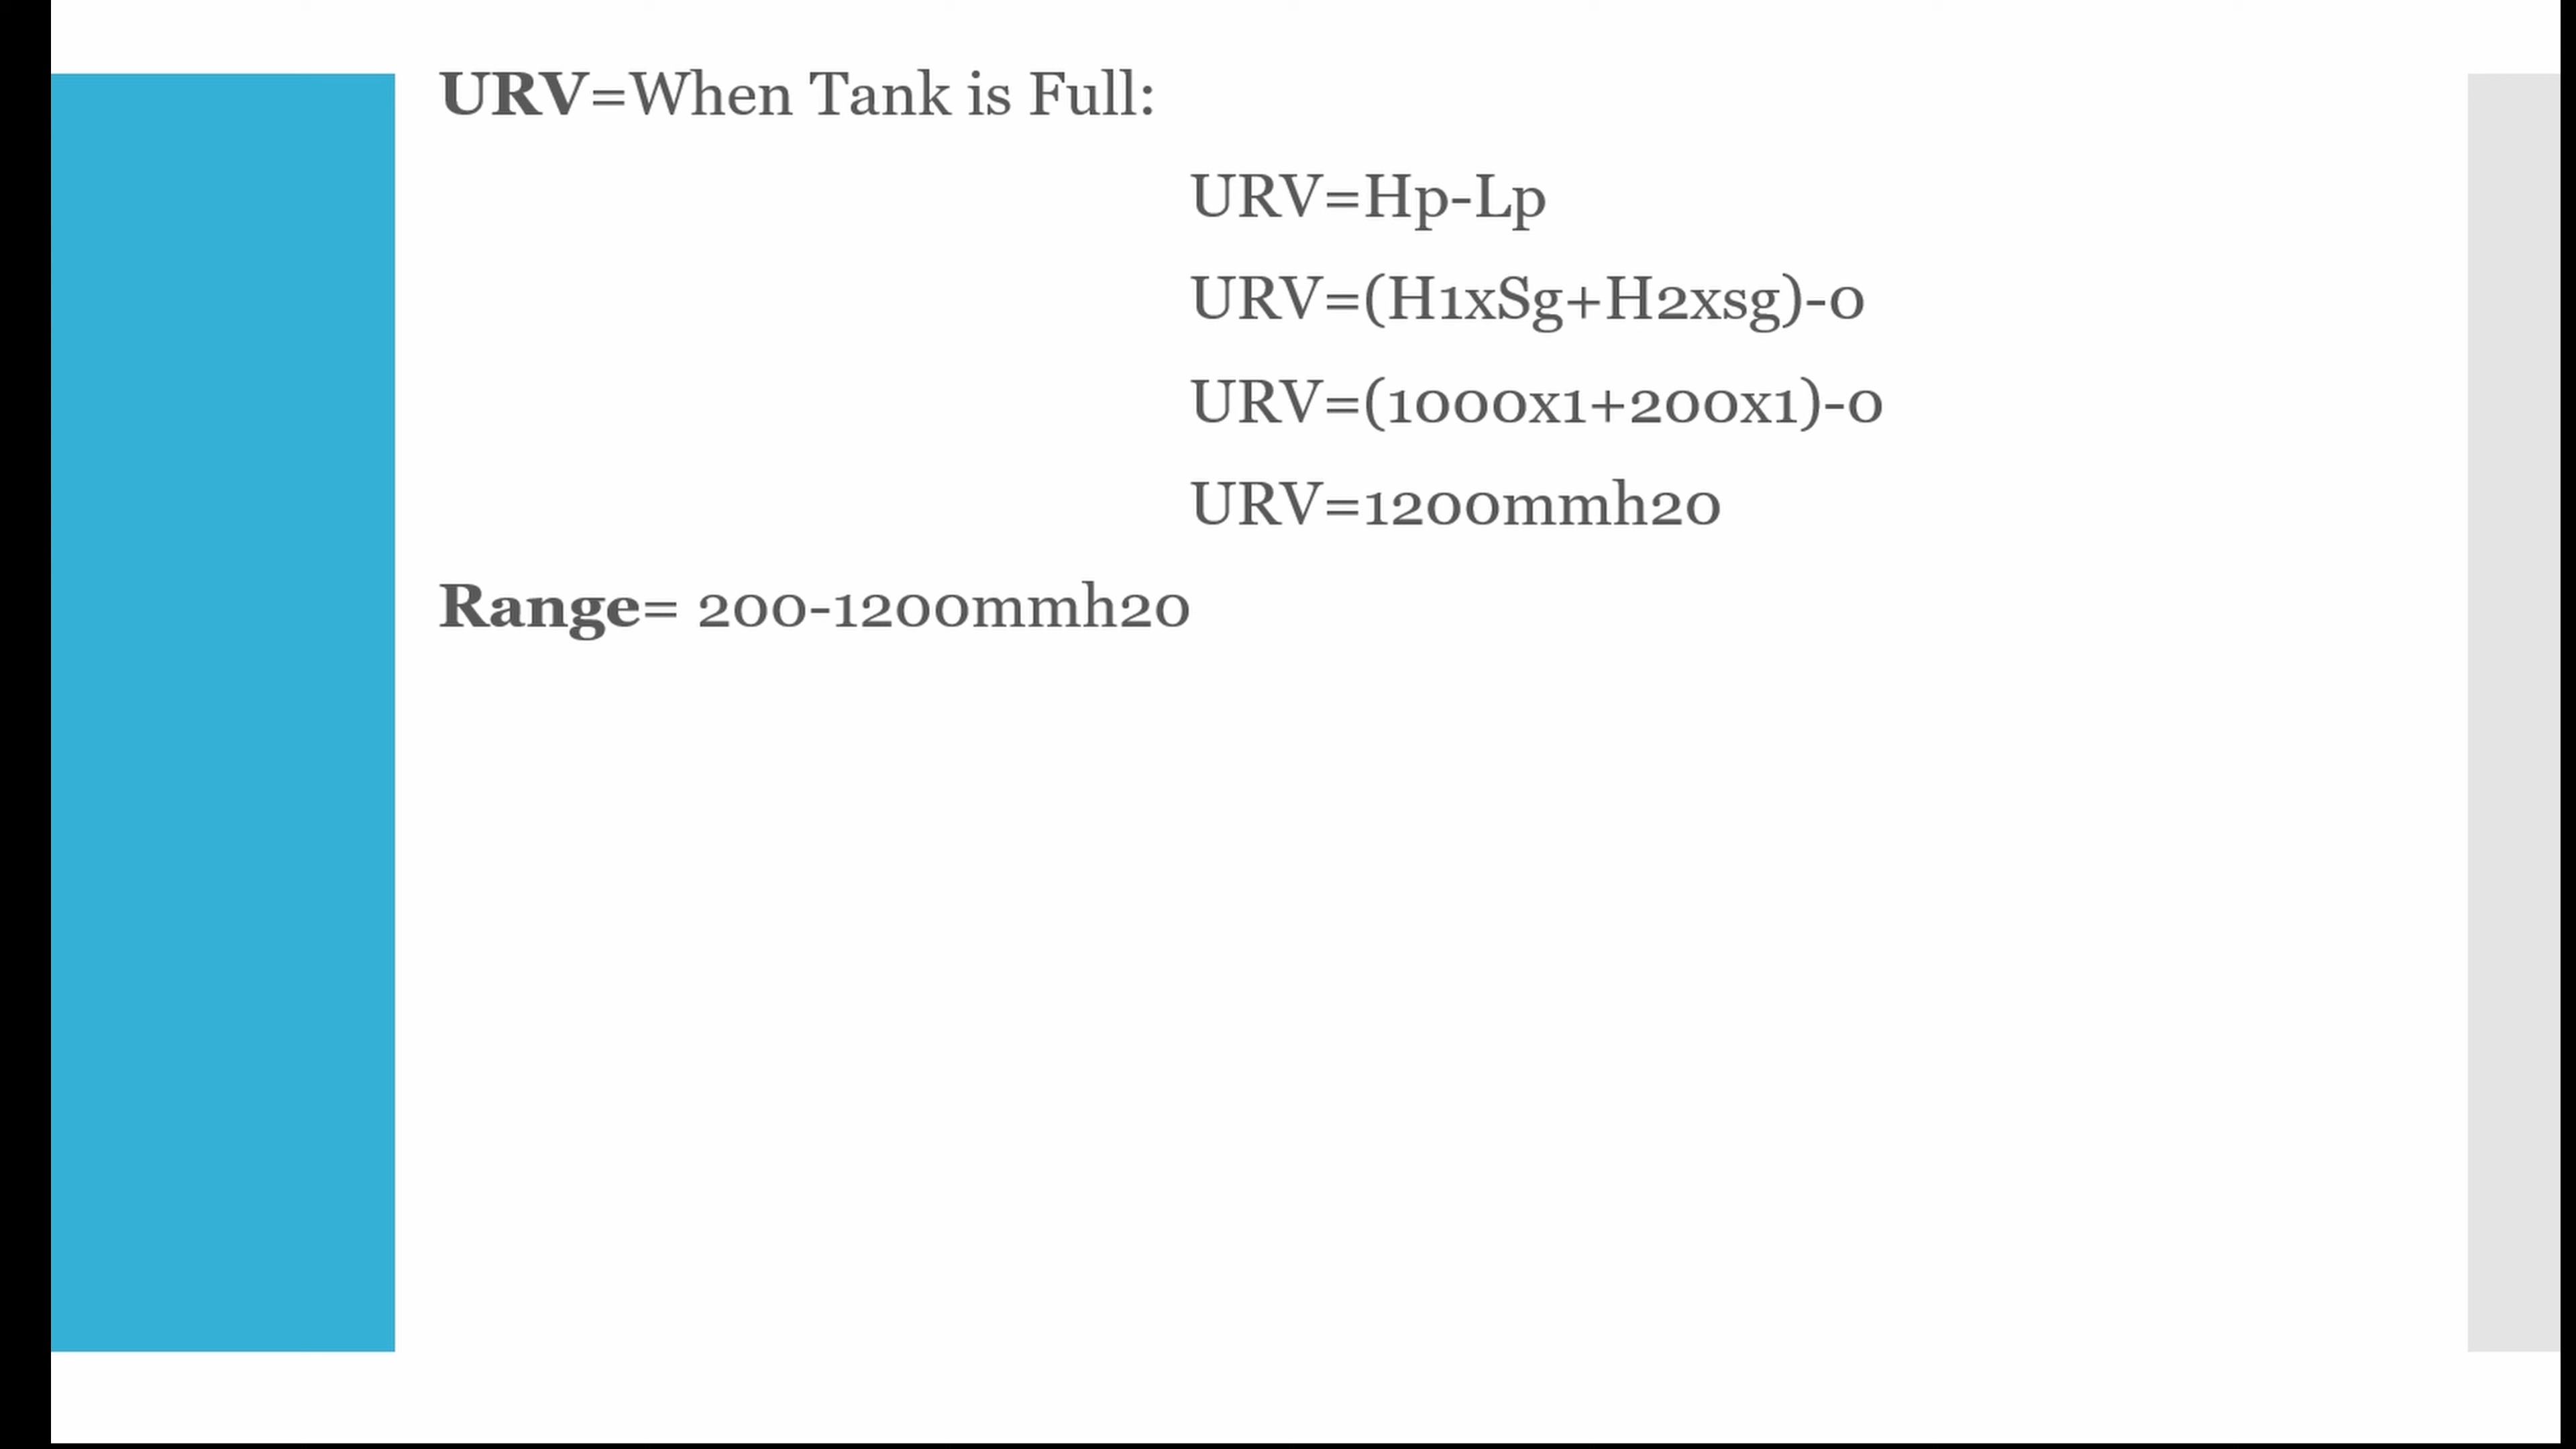 URV=When Tank is Full:
URV=Hp-Lp
URV=(H1xSg+H2xsg)-0
URV=(1000x1+200x1)-0
URV=1200mmh20
Range= 200-1200mmh20